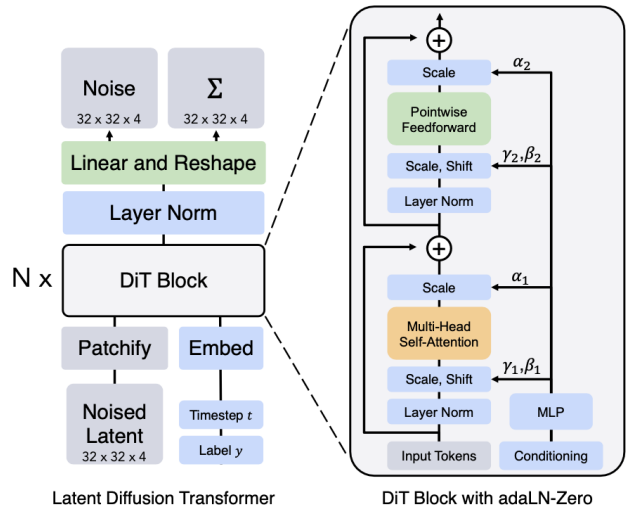 Noise
32 x 32 x 4
Σ
32 x 32 x 4
Linear and Reshape
Layer Norm
N x
DiT Block
Patchify
Embed
Noised
Latent
32 x 32 x 4
Timestep t
Label y
Latent Diffusion Transformer
+
Scale
α₂
Pointwise
Feedforward
Scale, Shift
γ₂,β₂
Layer Norm
+
Scale
α₁
Multi-Head
Self-Attention
Scale, Shift
γ₁,β₁
Layer Norm
MLP
Input Tokens
Conditioning
DiT Block with adaLN-Zero